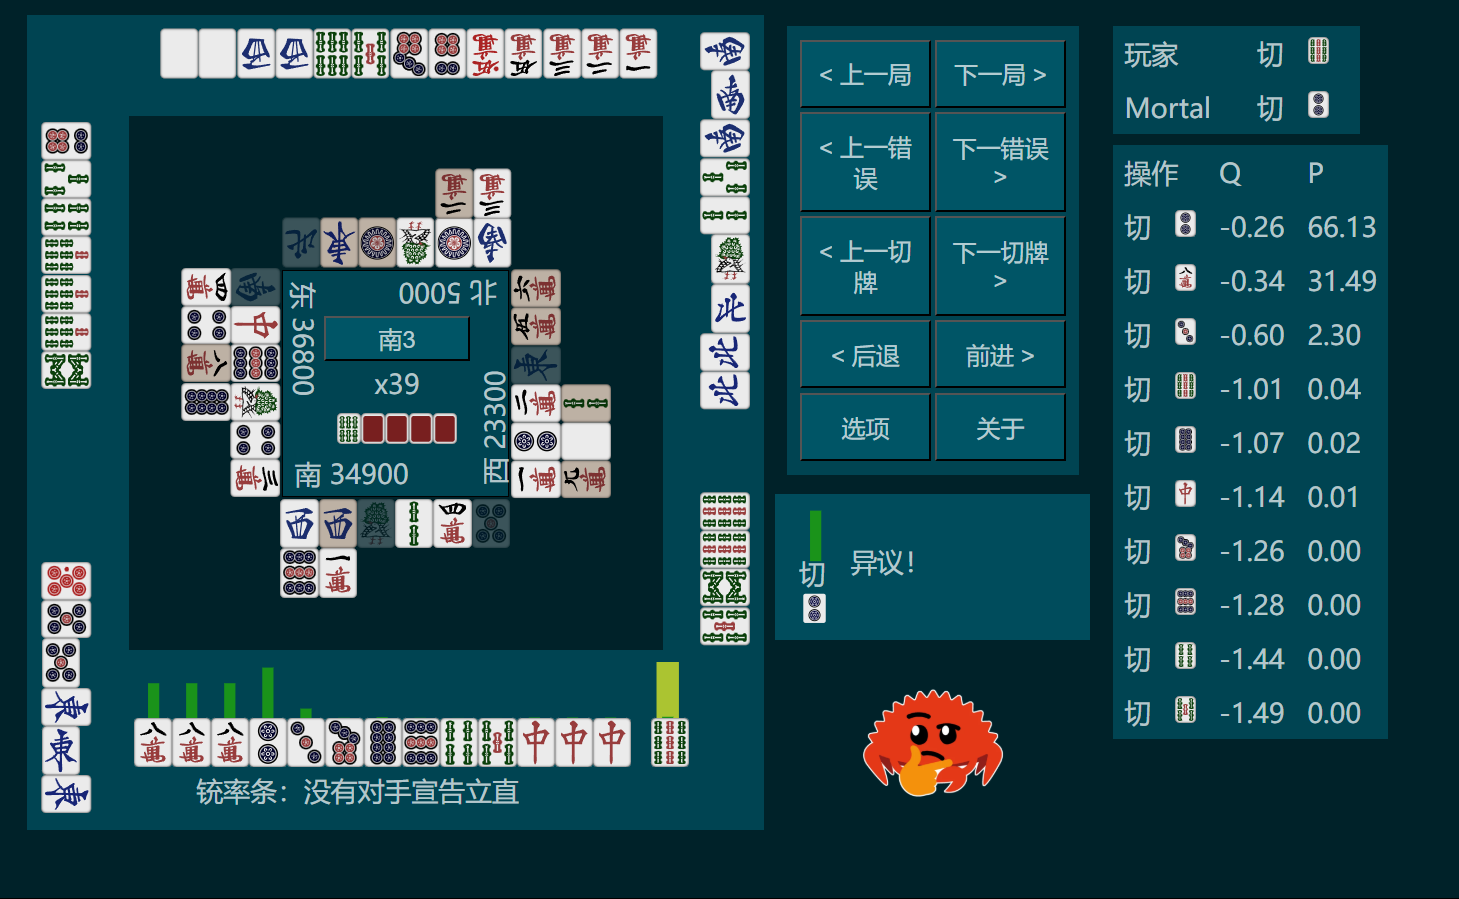 东 36800
北 5000
南3
x39
西 23300
南 34900
铳率条：没有对手宣告立直
< 上一局
下一局 >
< 上一错误
下一错误 >
< 上一切牌
下一切牌 >
< 后退
前进 >
选项
关于
切
异议！
玩家 切
Mortal 切
操作 Q P
切 -0.26 66.13
切 -0.34 31.49
切 -0.60 2.30
切 -1.01 0.04
切 -1.07 0.02
切 -1.14 0.01
切 -1.26 0.00
切 -1.28 0.00
切 -1.44 0.00
切 -1.49 0.00